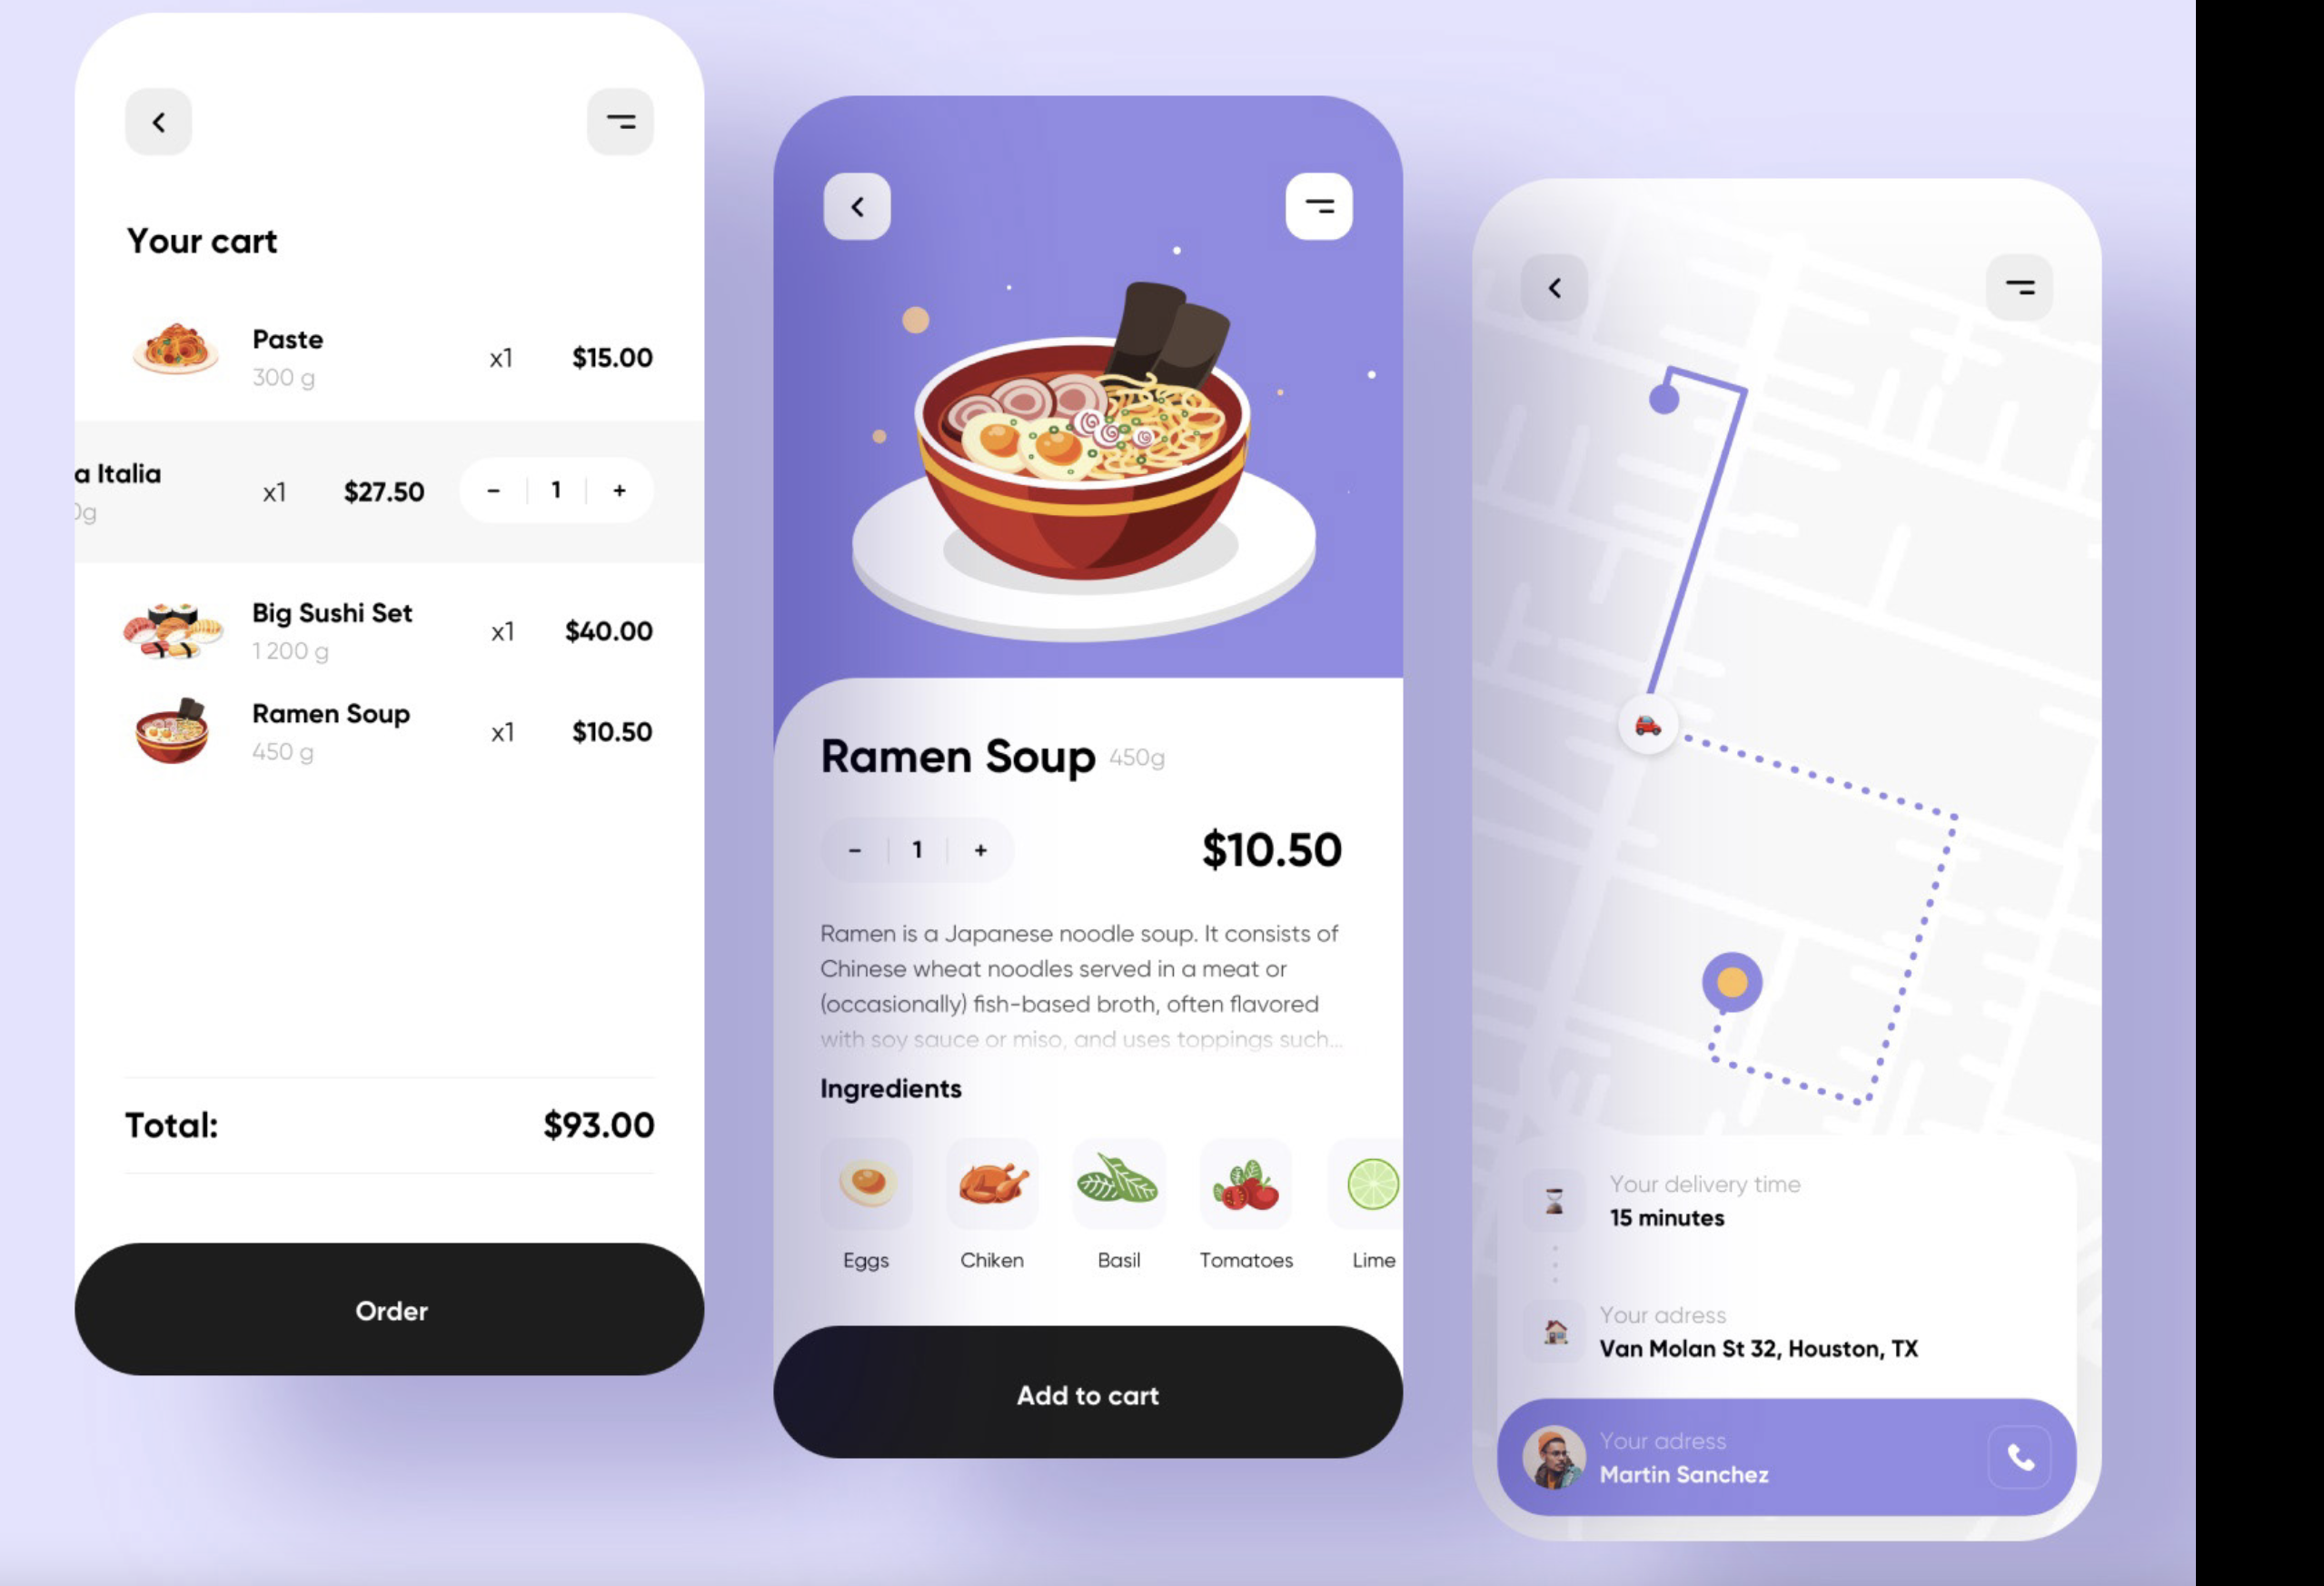 Your cart
Paste
300 g
x1
$15.00
a Italia
0g
x1
$27.50
- 1 +
Big Sushi Set
1 200 g
x1
$40.00
Ramen Soup
450 g
x1
$10.50
Total:
$93.00
Order
Ramen Soup 450g
- 1 +
$10.50
Ramen is a Japanese noodle soup. It consists of
Chinese wheat noodles served in a meat or
(occasionally) fish-based broth, often flavored
with soy sauce or miso, and uses toppings such...
Ingredients
Eggs
Chiken
Basil
Tomatoes
Lime
Add to cart
Your delivery time
15 minutes
Your adress
Van Molan St 32, Houston, TX
Your adress
Martin Sanchez